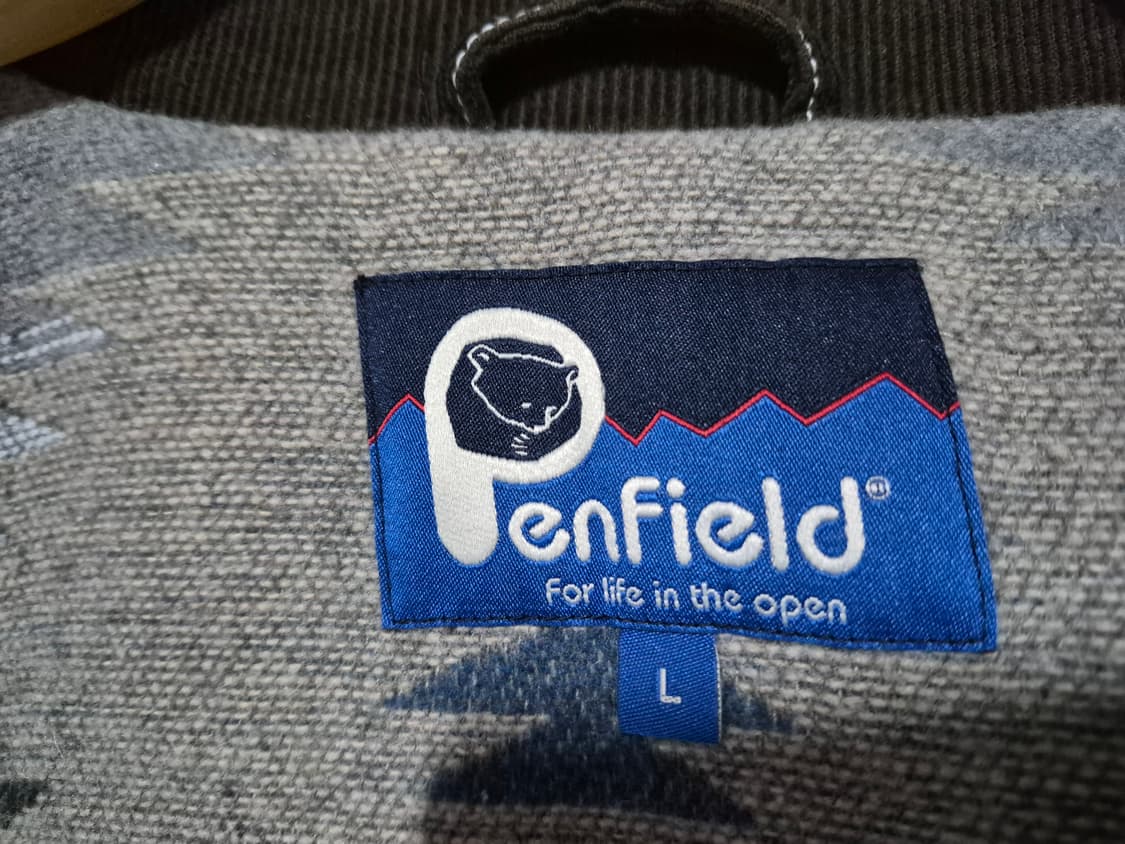 Penfield®
For life in the open
L